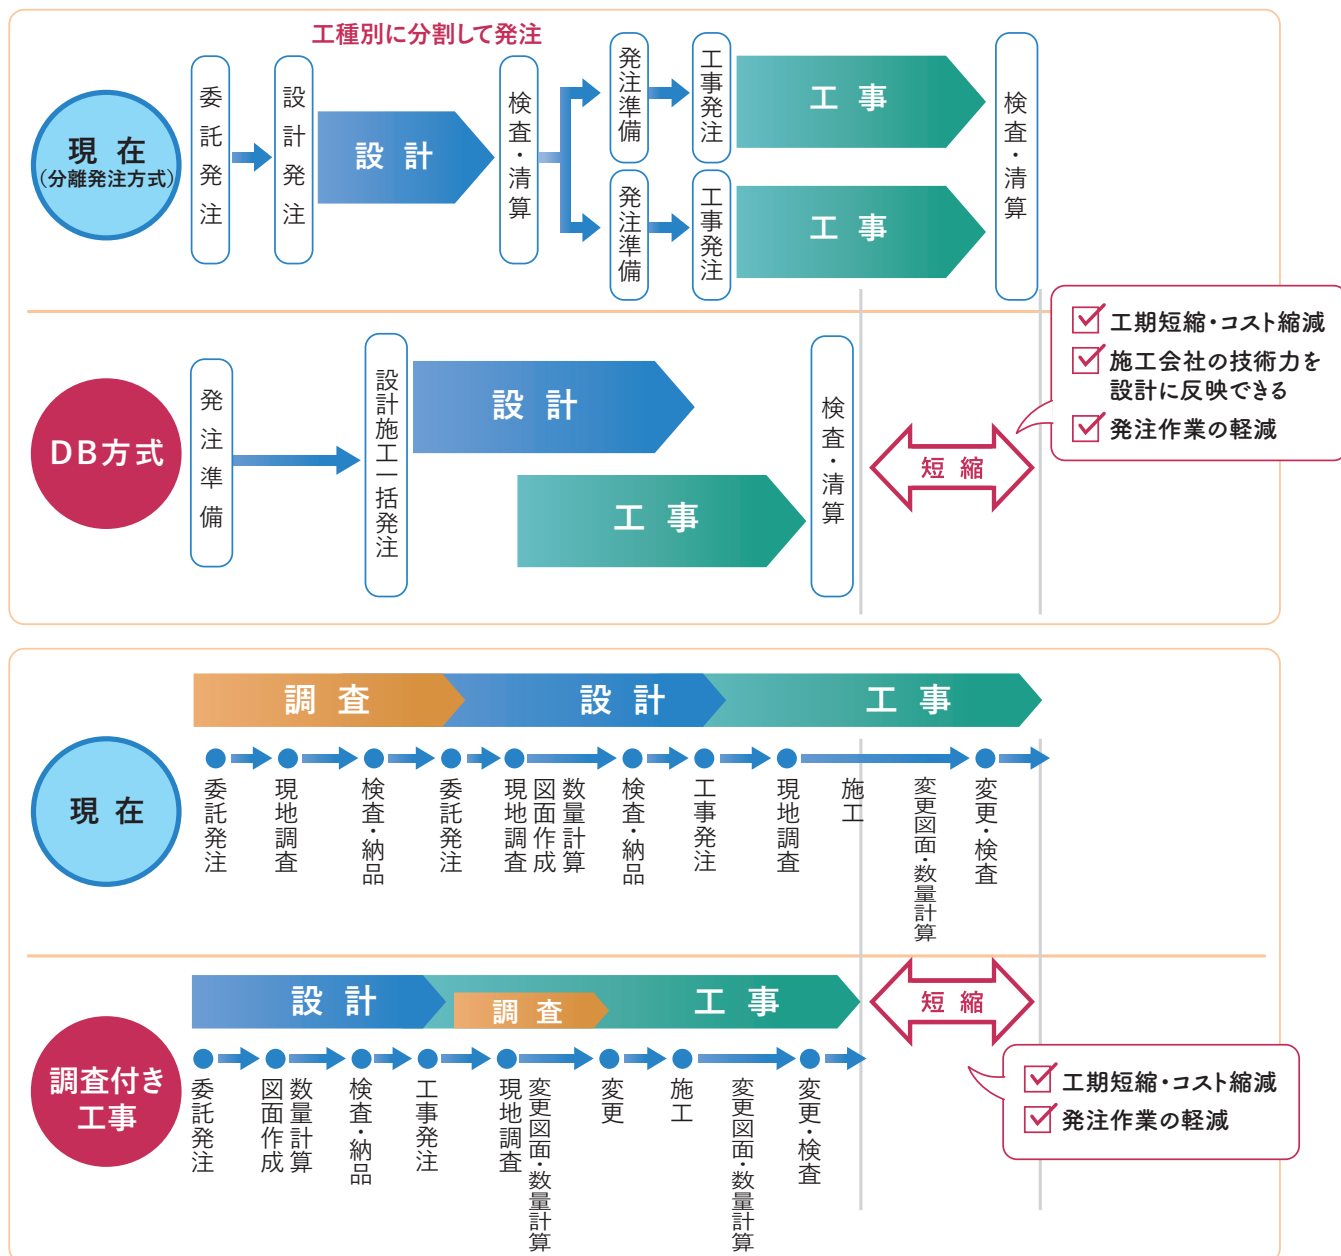 工種別に分割して発注
現在
(分離発注方式)
委託発注
設計発注
設計
検査・清算
発注準備
工事発注
工事
発注準備
工事発注
工事
検査・清算
DB方式
発注準備
設計施工一括発注
設計
工事
検査・清算
短縮
工期短縮・コスト縮減
施工会社の技術力を
設計に反映できる
発注作業の軽減
現在
調査
設計
工事
委託発注
現地調査
検査・納品
委託発注
現地調査
図面作成
数量計算
検査・納品
工事発注
現地調査
施工
変更図面・数量計算
変更・検査
調査付き
工事
設計
調査
工事
委託発注
図面作成
数量計算
検査・納品
工事発注
現地調査
変更図面・数量計算
変更
施工
変更図面・数量計算
変更・検査
短縮
工期短縮・コスト縮減
発注作業の軽減